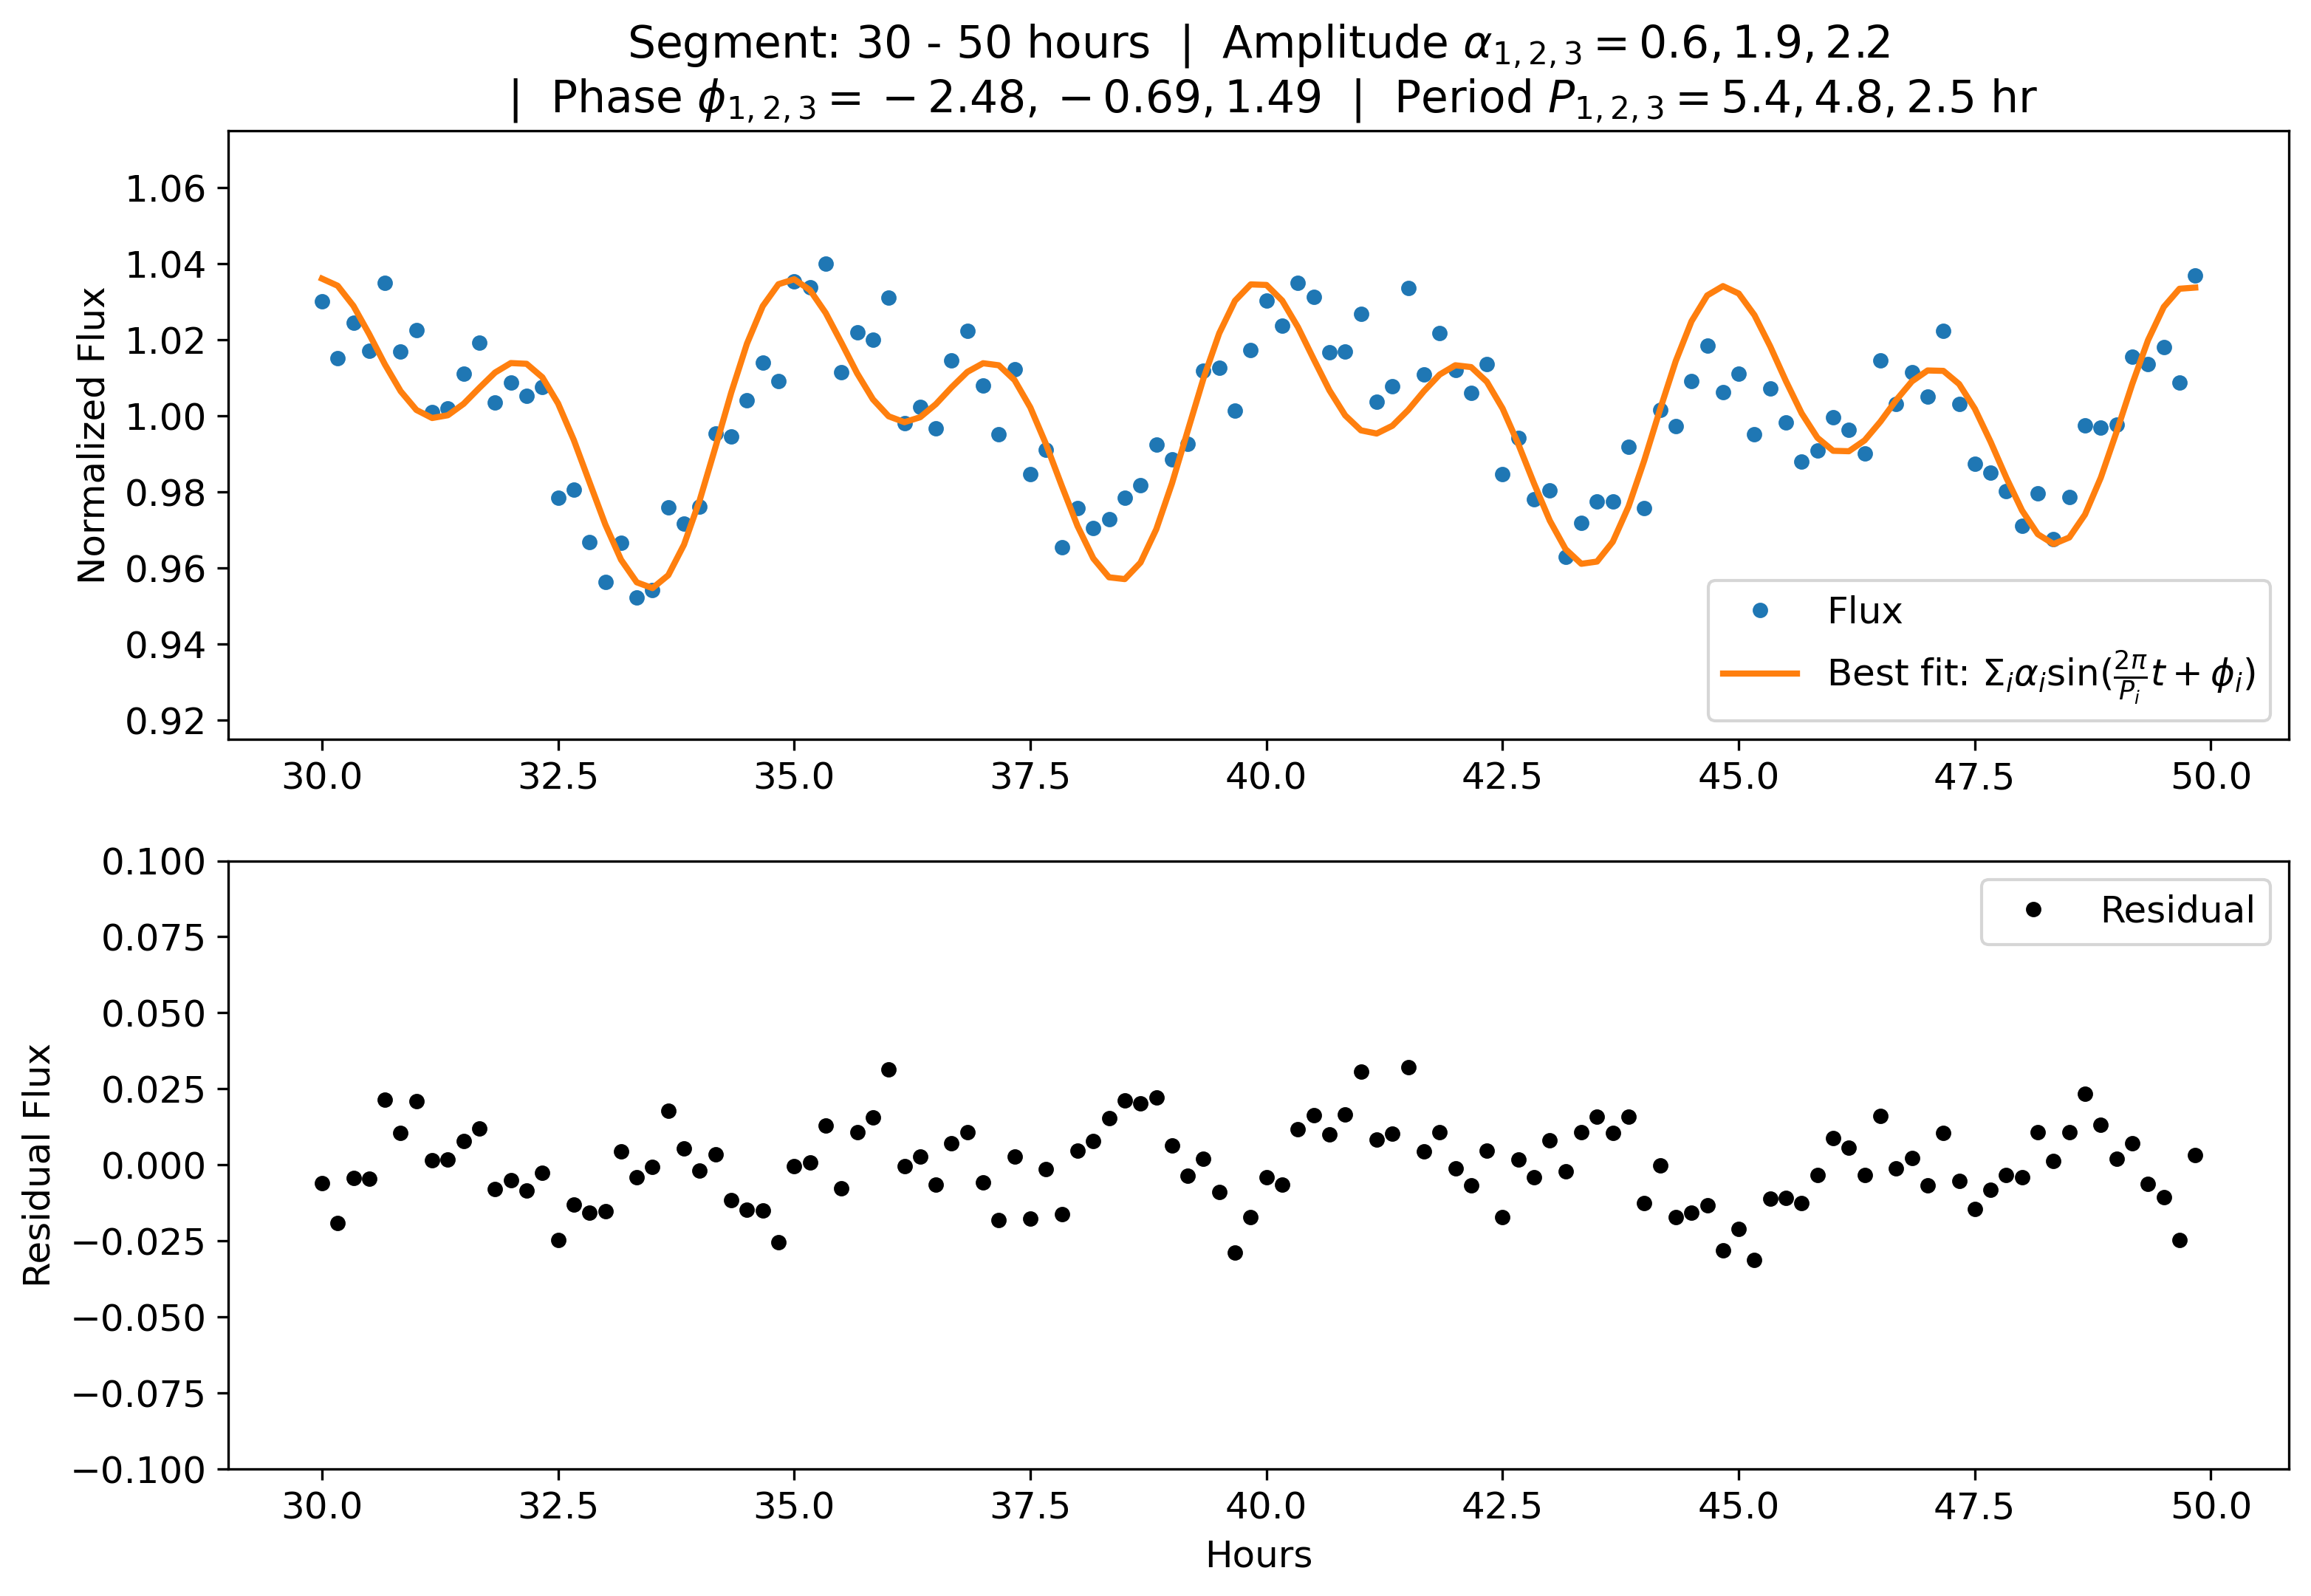 Segment: 30 - 50 hours | Amplitude α₁,₂,₃ = 0.6, 1.9, 2.2
| Phase ϕ₁,₂,₃ = −2.48, −0.69, 1.49 | Period P₁,₂,₃ = 5.4, 4.8, 2.5 hr
Normalized Flux
1.06
1.04
1.02
1.00
0.98
0.96
0.94
0.92
Flux
Best fit: Σᵢαᵢsin(2π/Pᵢ t + ϕᵢ)
30.0 32.5 35.0 37.5 40.0 42.5 45.0 47.5 50.0
Residual Flux
0.100
0.075
0.050
0.025
0.000
−0.025
−0.050
−0.075
−0.100
Residual
30.0 32.5 35.0 37.5 40.0 42.5 45.0 47.5 50.0
Hours